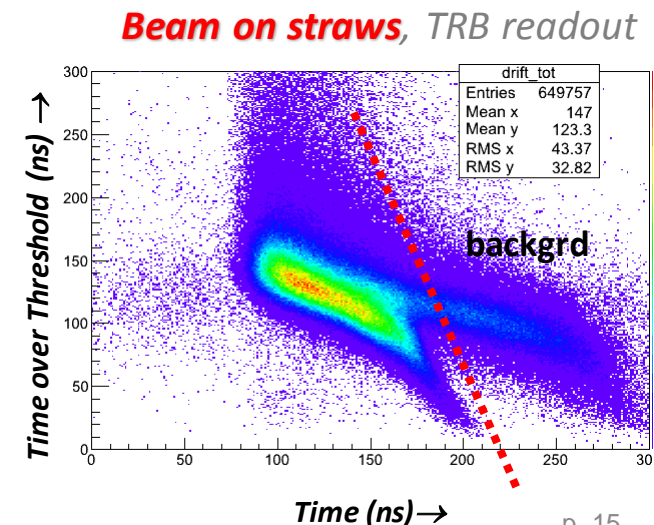 Beam on straws, TRB readout
drift_tot
Entries 649757
Mean x 147
Mean y 123.3
RMS x 43.37
RMS y 32.82
backgrd
300
250
200
150
100
50
0
0 50 100 150 200 250 30
Time over Threshold (ns) →
Time (ns)→
p. 15